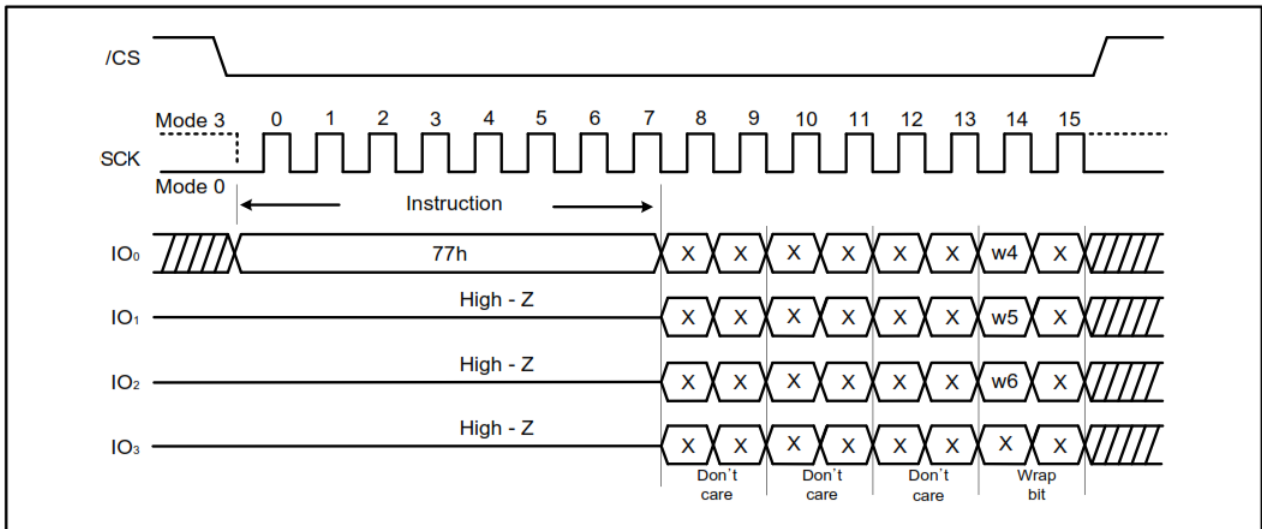 /CS
Mode 3 0 1 2 3 4 5 6 7 8 9 10 11 12 13 14 15
SCK
Mode 0
Instruction
IO₀ 77h X X X X X X w4 X
High - Z
IO₁ X X X X X X w5 X
High - Z
IO₂ X X X X X X w6 X
High - Z
IO₃ X X X X X X X X
Don't Don't Don't Wrap
care care care bit